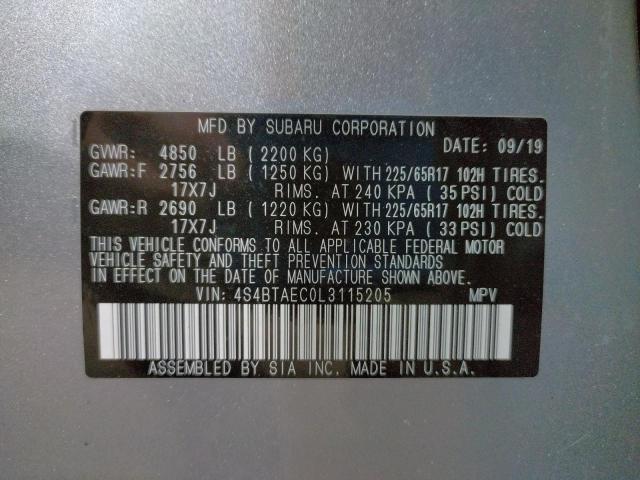 MFD BY SUBARU CORPORATION
GVWR: 4850 LB ( 2200 KG) DATE: 09/19
GAWR:F 2756 LB ( 1250 KG) WITH 225/65R17 102H TIRES.
17X7J RIMS. AT 240 KPA ( 35 PSI) COLD
GAWR:R 2690 LB ( 1220 KG) WITH 225/65R17 102H TIRES.
17X7J RIMS. AT 230 KPA ( 33 PSI) COLD
THIS VEHICLE CONFORMS TO ALL APPLICABLE FEDERAL MOTOR
VEHICLE SAFETY AND THEFT PREVENTION STANDARDS
IN EFFECT ON THE DATE OF MANUFACTURE SHOWN ABOVE.
VIN: 4S4BTAEC0L3115205 MPV
ASSEMBLED BY SIA INC. MADE IN U.S.A.